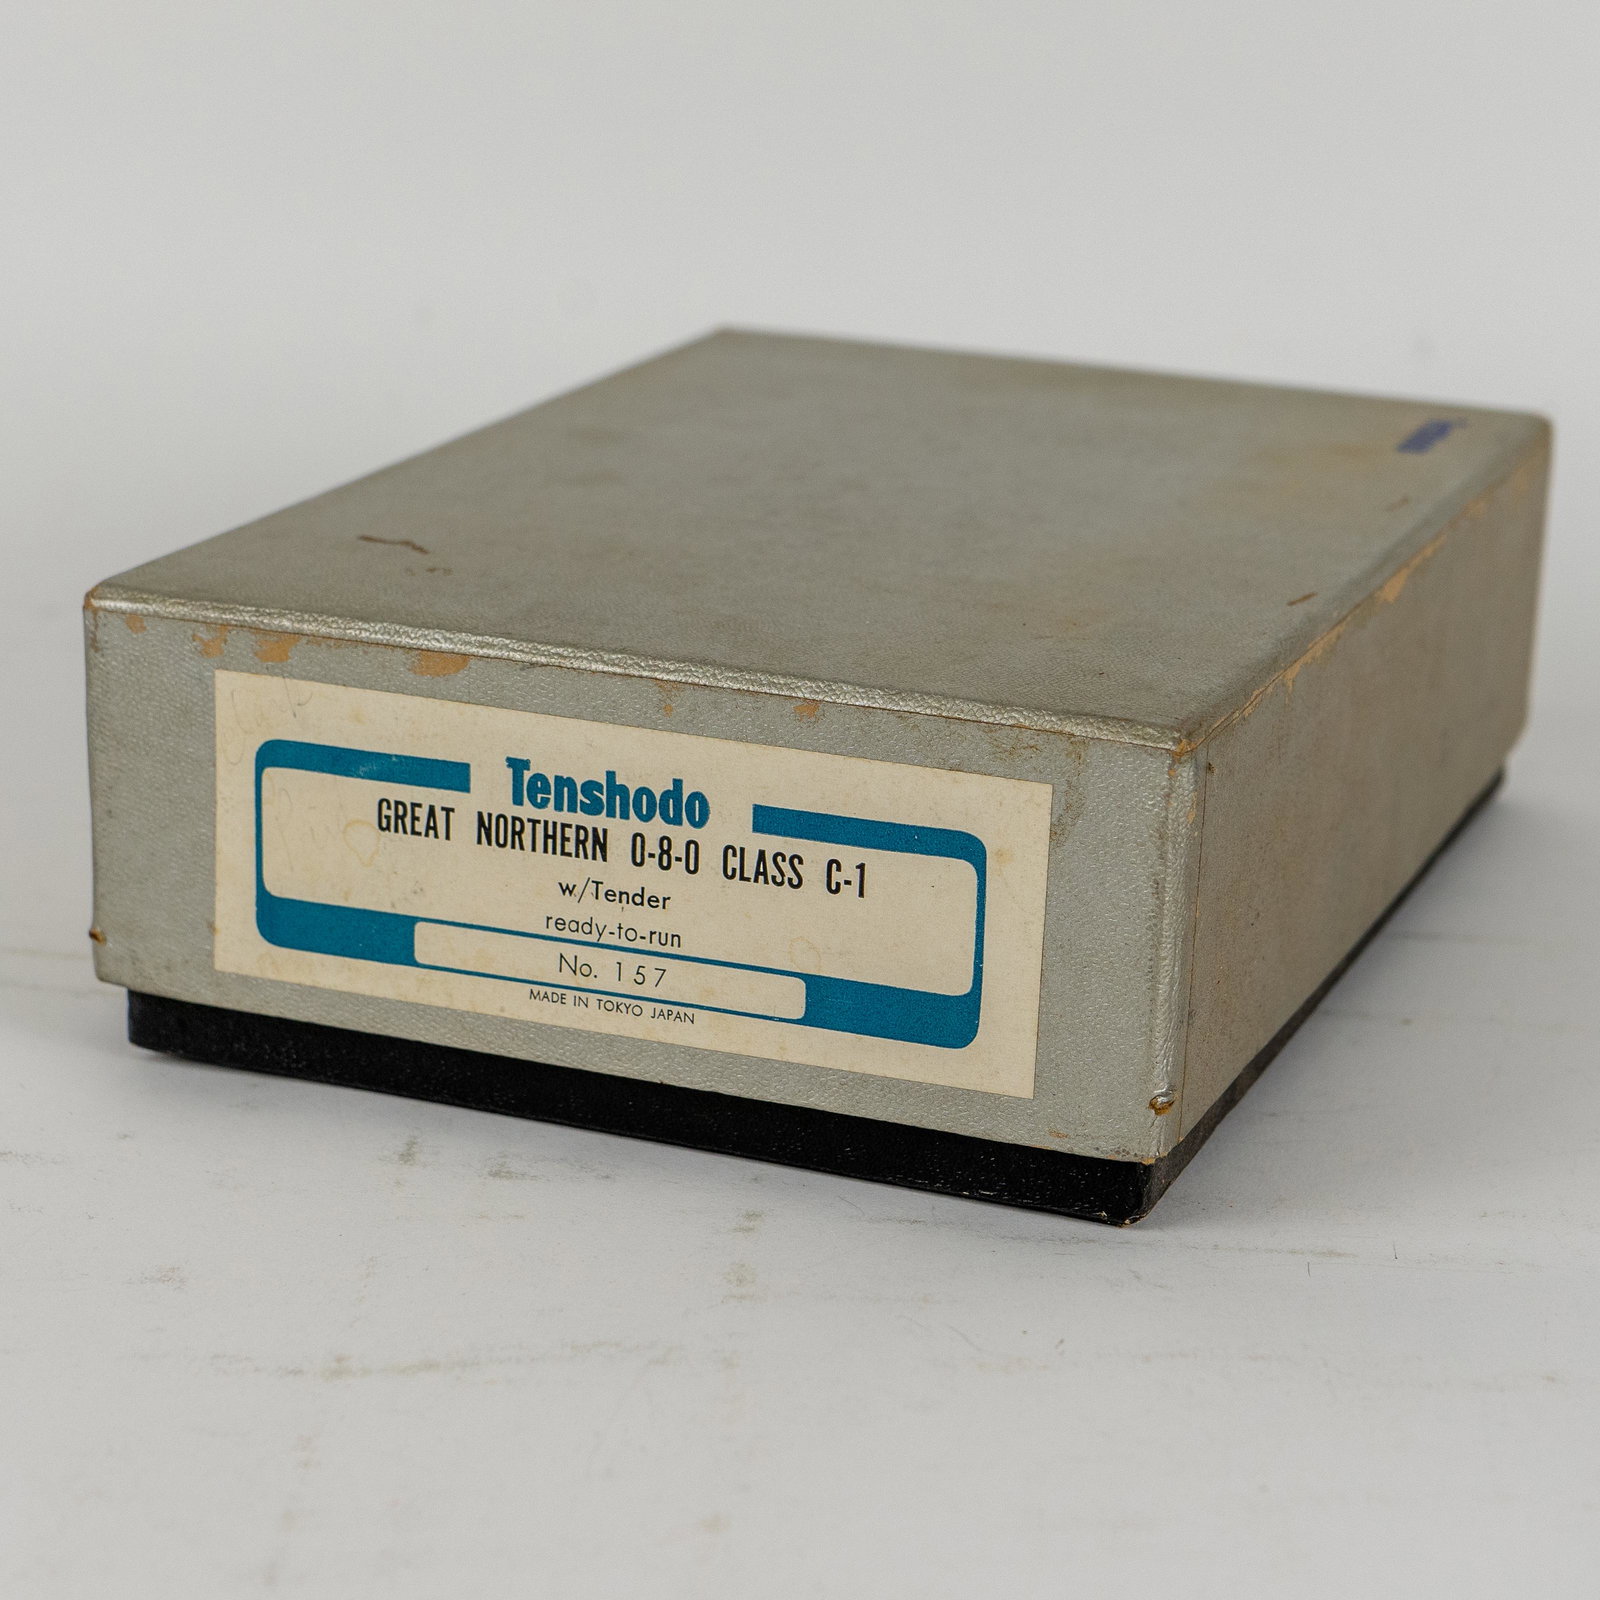 Tenshodo
GREAT NORTHERN 0-8-0 CLASS C-1
w/Tender
ready-to-run
No. 157
MADE IN TOKYO JAPAN